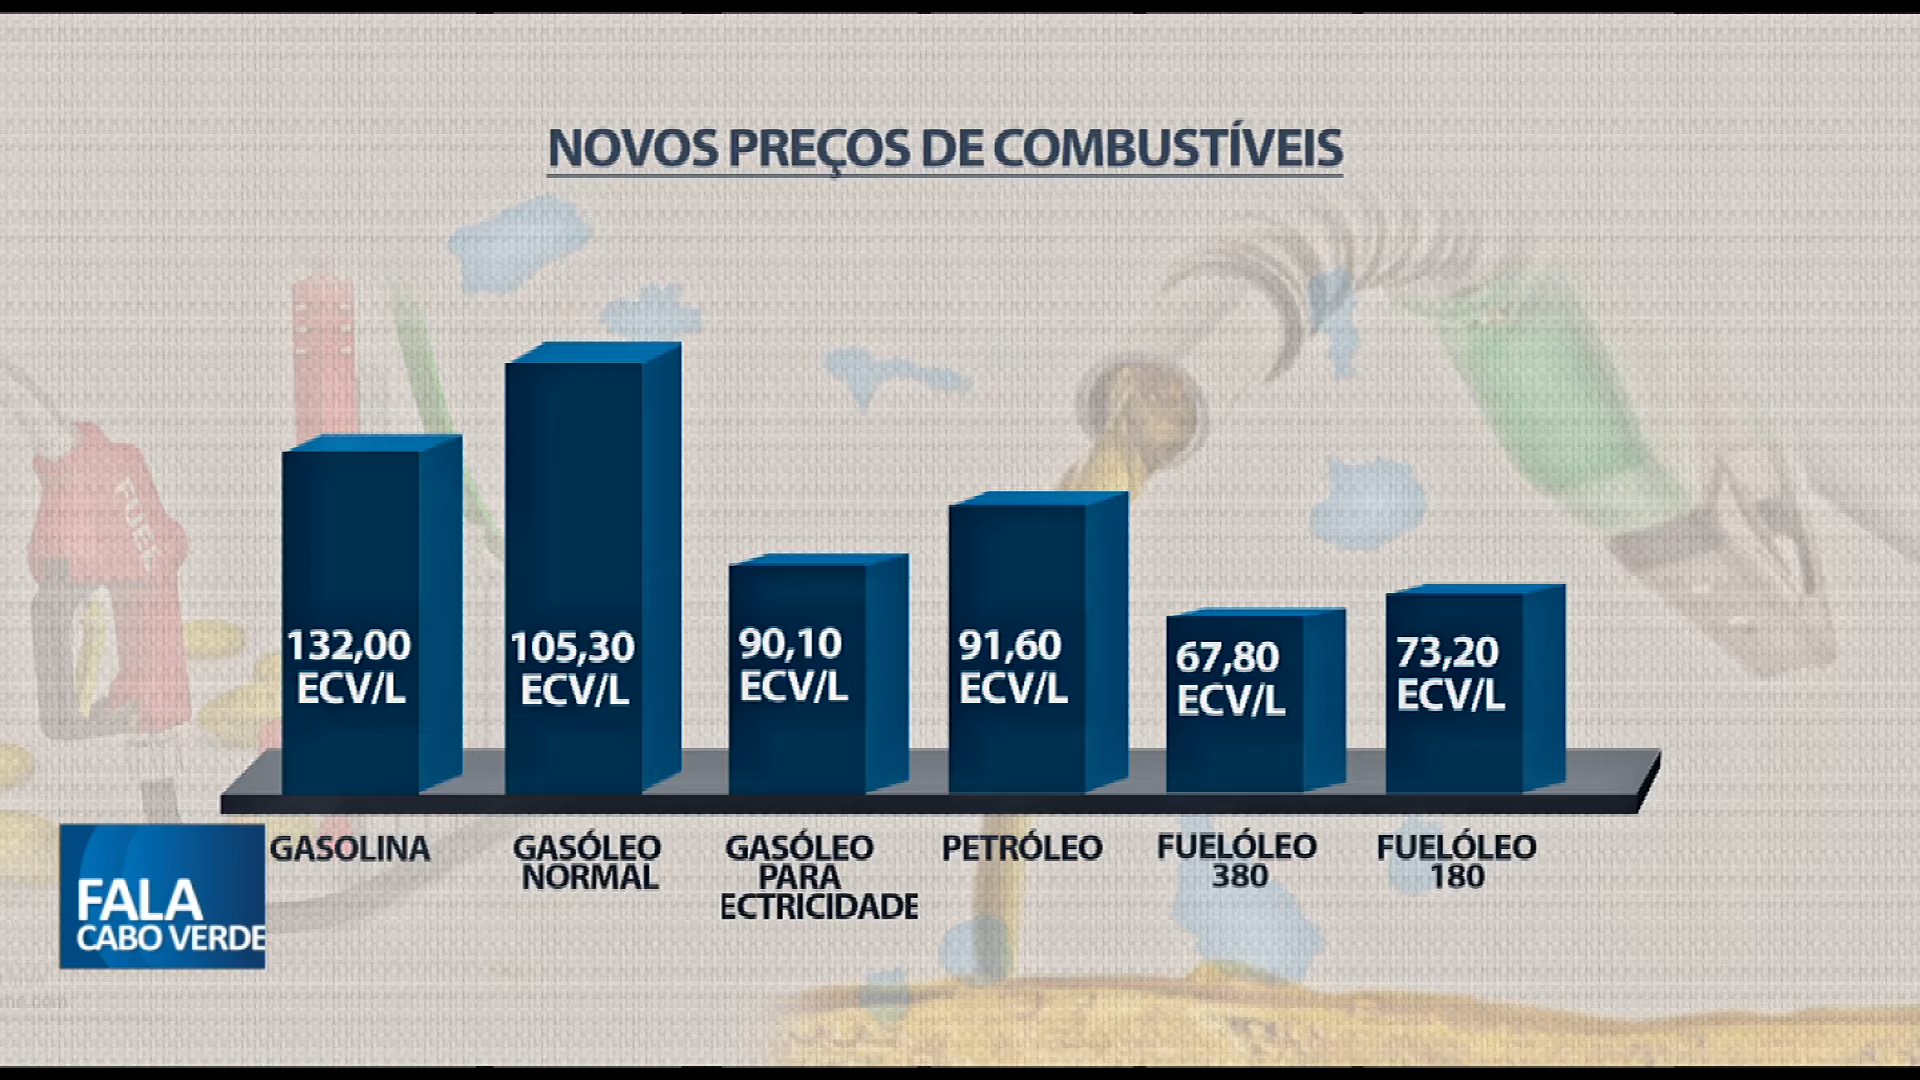 NOVOS PREÇOS DE COMBUSTÍVEIS
FUEL
132,00
ECV/L
105,30
ECV/L
90,10
ECV/L
91,60
ECV/L
67,80
ECV/L
73,20
ECV/L
GASOLINA
GASÓLEO
NORMAL
GASÓLEO
PARA
ECTRICIDADE
PETRÓLEO
FUELÓLEO
380
FUELÓLEO
180
FALA
CABO VERDE